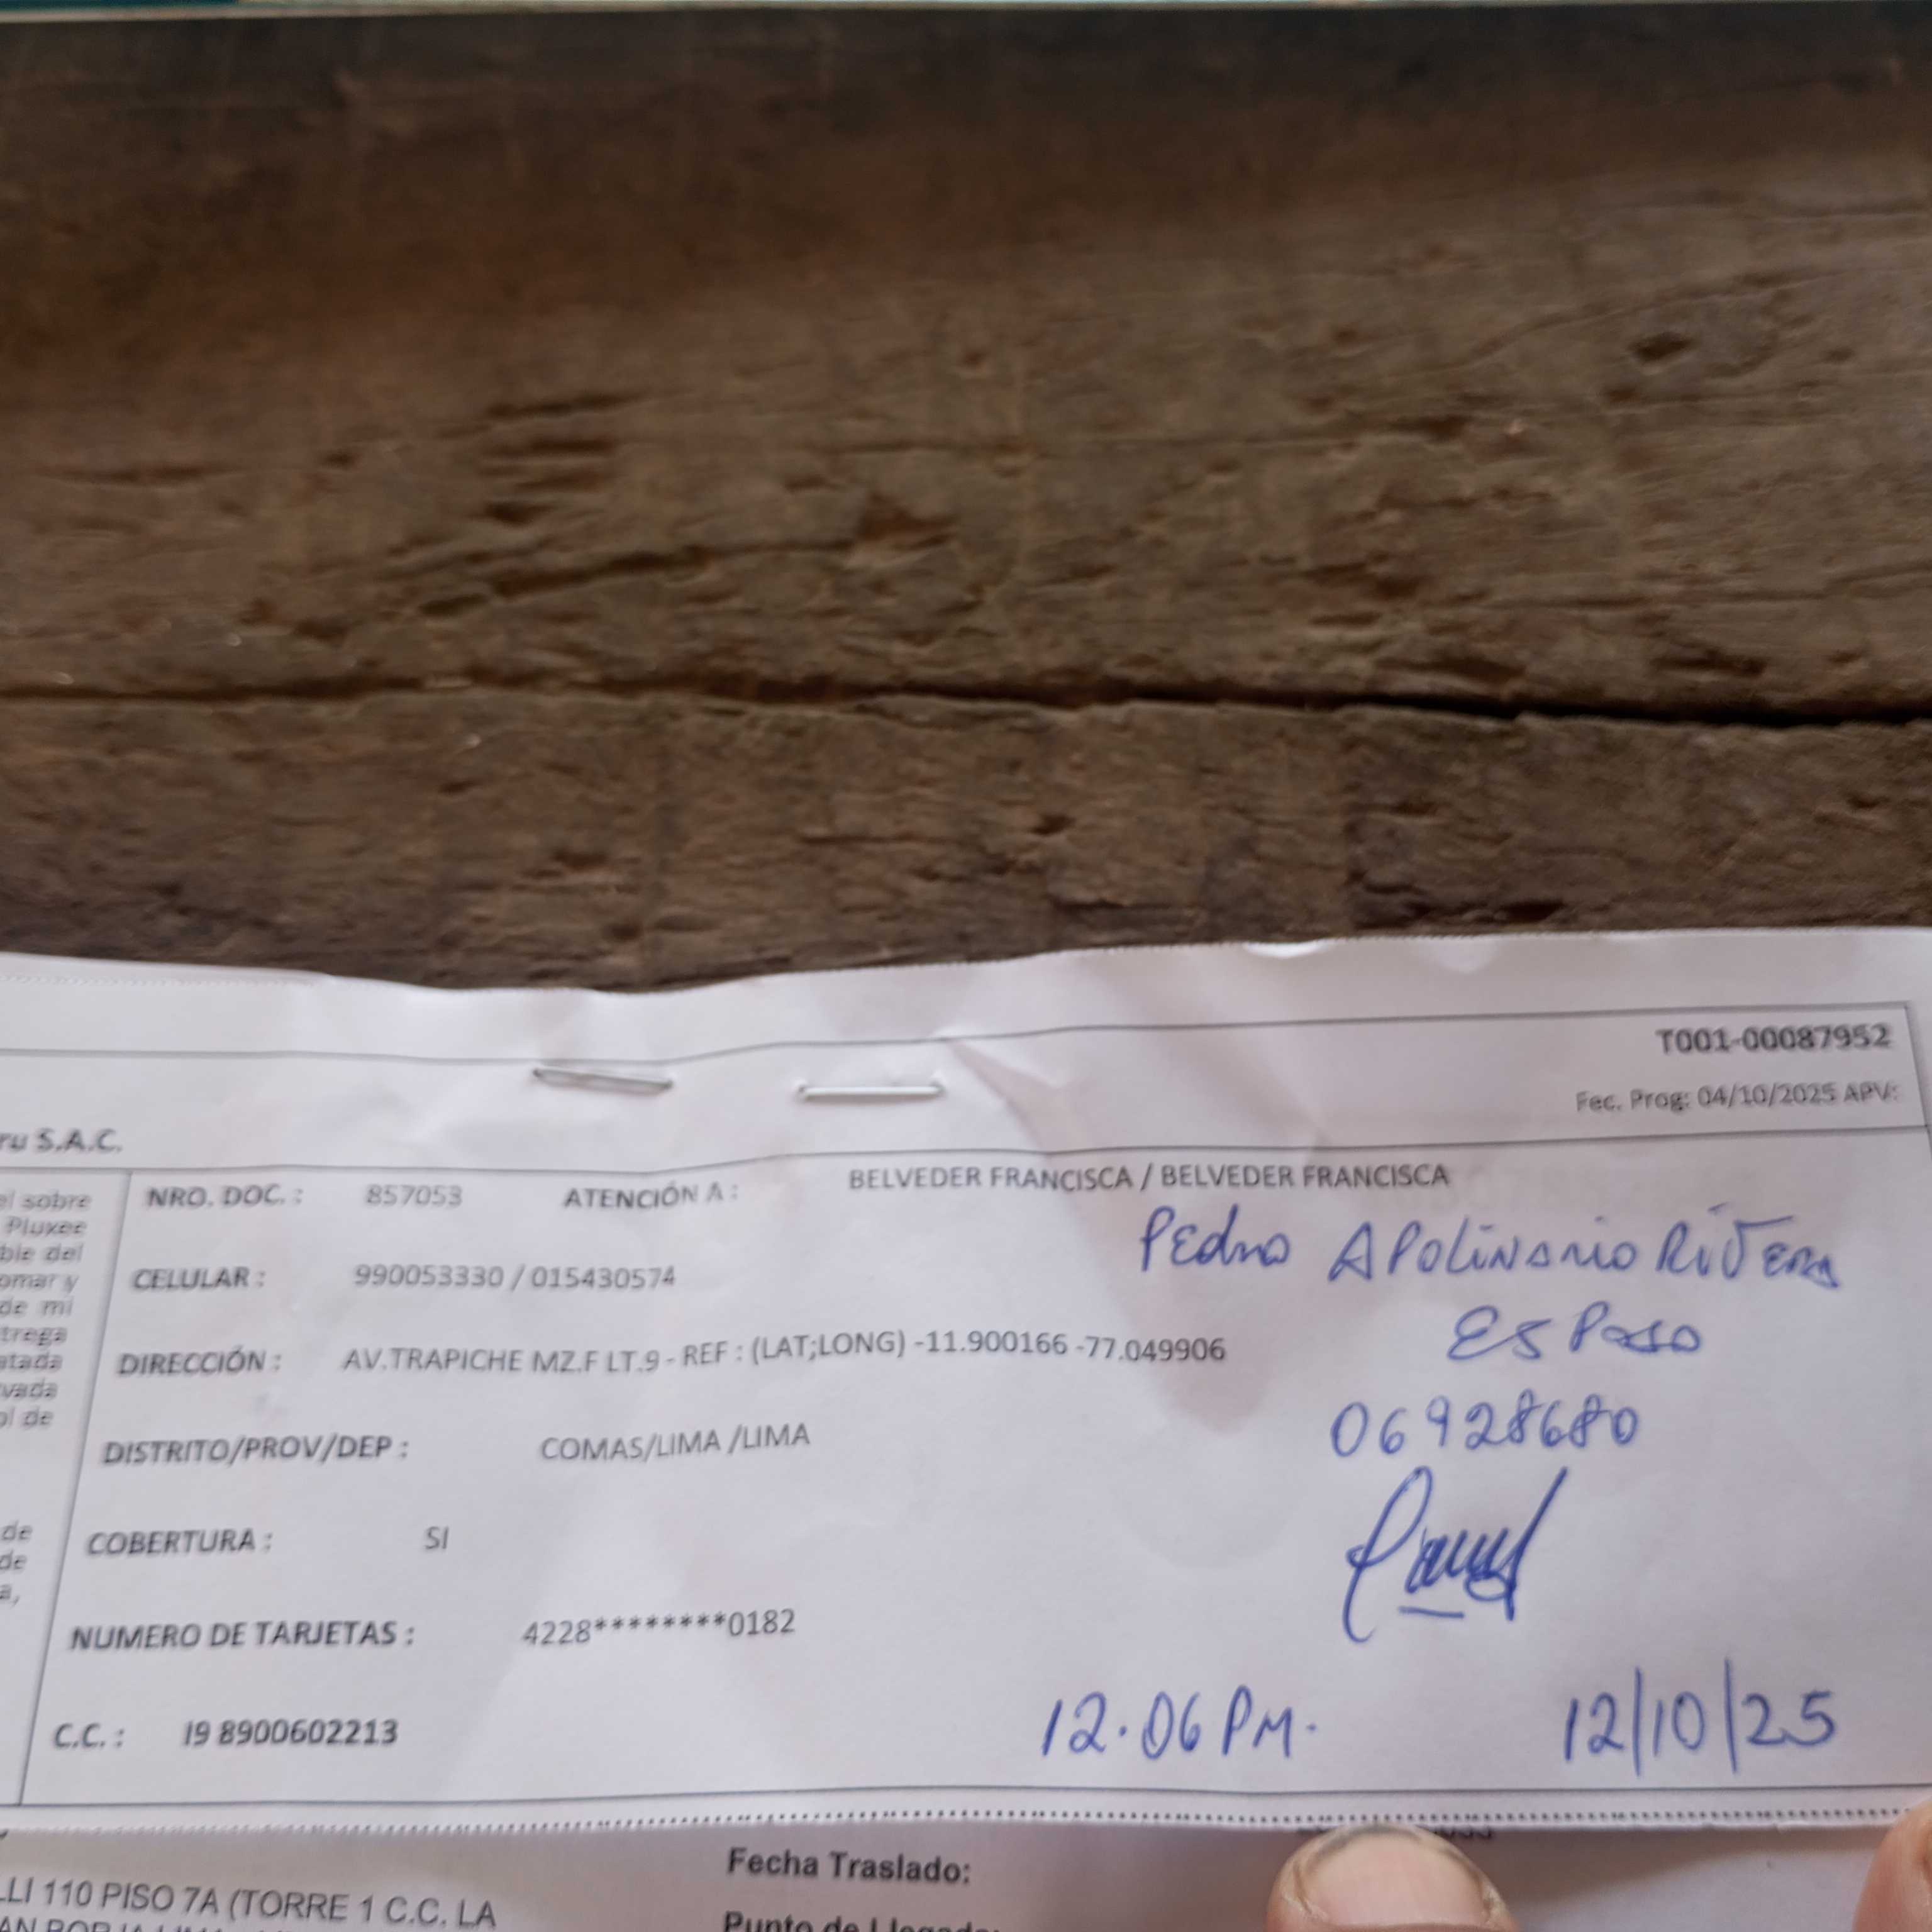 T001-00087952
Fec. Prog: 04/10/2025 APV:
ru S.A.C.
el sobre
Pluxee
ble del
omar y
de mi
trega
atada
vada
ol de
de
de
a,
NRO. DOC. : 857053 ATENCIÓN A : BELVEDER FRANCISCA / BELVEDER FRANCISCA
Pedro APOLiNArio RiVera
CELULAR : 990053330 / 015430574
ESPoso
DIRECCIÓN : AV.TRAPICHE MZ.F LT.9 - REF : (LAT;LONG) -11.900166 -77.049906
06928680
DISTRITO/PROV/DEP : COMAS/LIMA /LIMA
COBERTURA : SI
NUMERO DE TARJETAS : 4228********0182
C.C. : I9 8900602213
12.06 PM. 12/10/25
LLI 110 PISO 7A (TORRE 1 C.C. LA
Fecha Traslado:
Punto de Llegada: